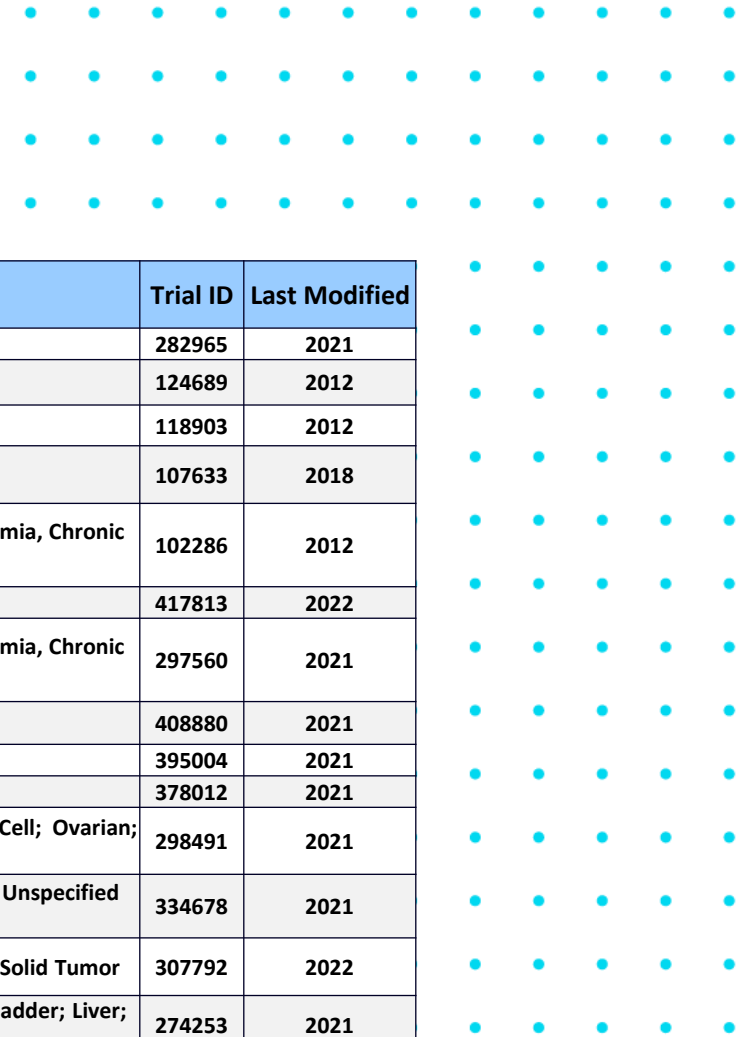 Trial ID Last Modified
282965 2021
124689 2012
118903 2012
107633 2018
mia, Chronic
102286 2012
417813 2022
mia, Chronic
297560 2021
408880 2021
395004 2021
378012 2021
Cell; Ovarian;
298491 2021
Unspecified
334678 2021
Solid Tumor 307792 2022
adder; Liver;
274253 2021